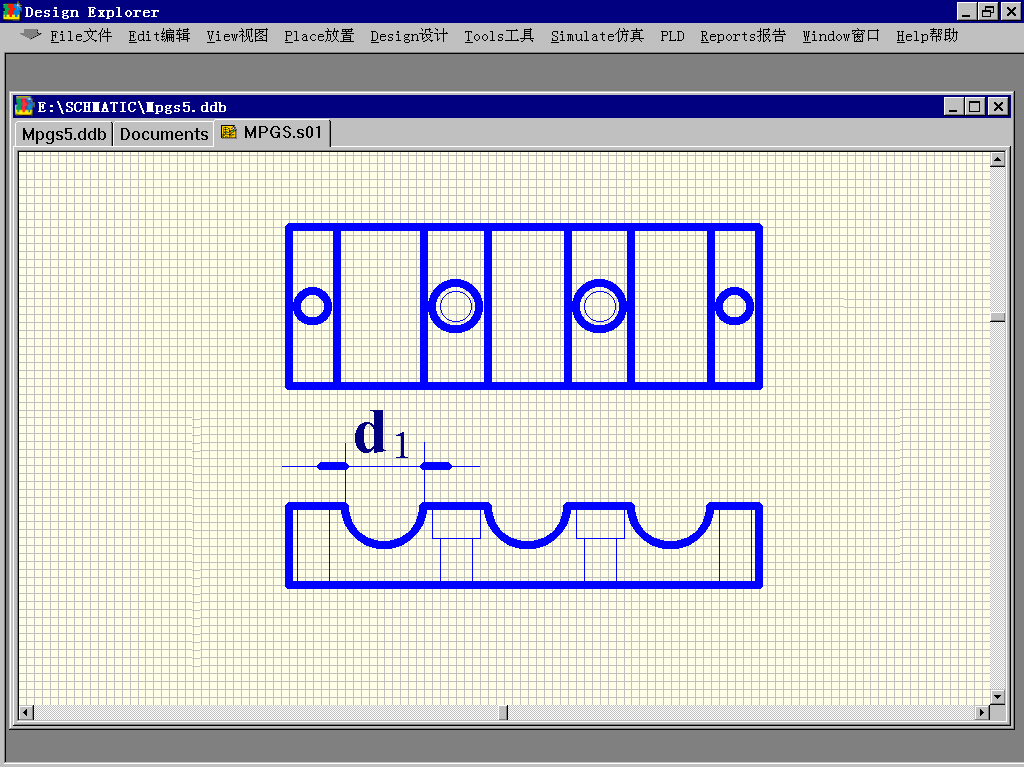 Design Explorer
File文件 Edit编辑 View视图 Place放置 Design设计 Tools工具 Simulate仿真 PLD Reports报告 Window窗口 Help帮助
E:\SCHMATIC\Mpgs5.ddb
Mpgs5.ddb Documents MPGS.s01
d 1